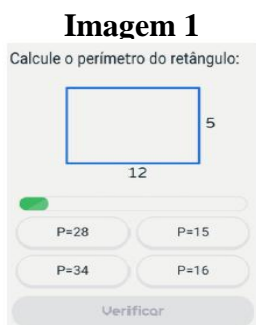 Imagem 1
Calcule o perímetro do retângulo:
5
12
P=28 P=15
P=34 P=16
Verificar